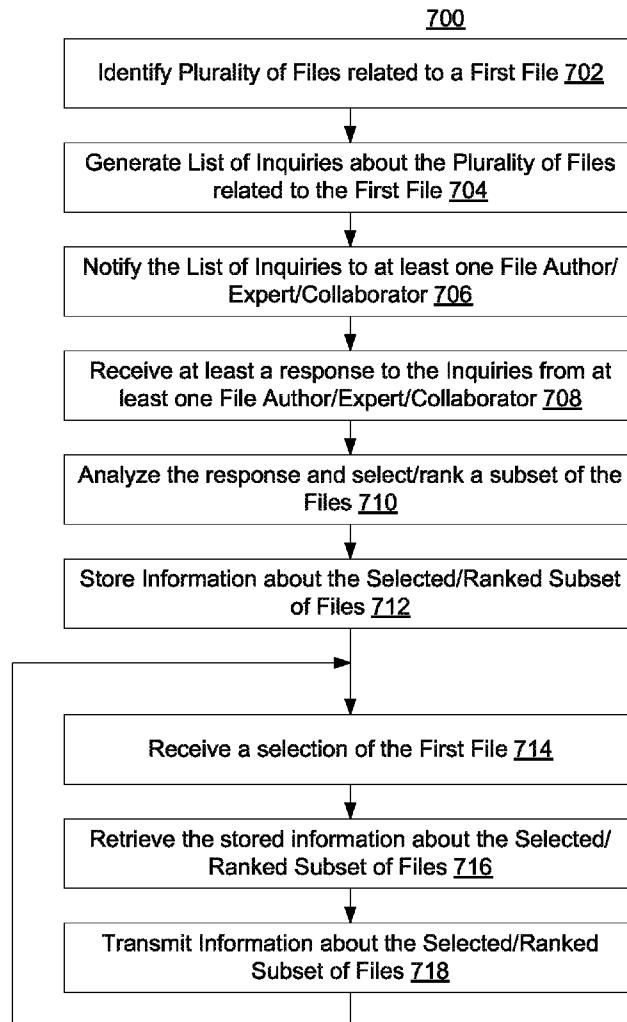 700
Identify Plurality of Files related to a First File 702
Generate List of Inquiries about the Plurality of Files
related to the First File 704
Notify the List of Inquiries to at least one File Author/
Expert/Collaborator 706
Receive at least a response to the Inquiries from at
least one File Author/Expert/Collaborator 708
Analyze the response and select/rank a subset of the
Files 710
Store Information about the Selected/Ranked Subset
of Files 712
Receive a selection of the First File 714
Retrieve the stored information about the Selected/
Ranked Subset of Files 716
Transmit Information about the Selected/Ranked
Subset of Files 718